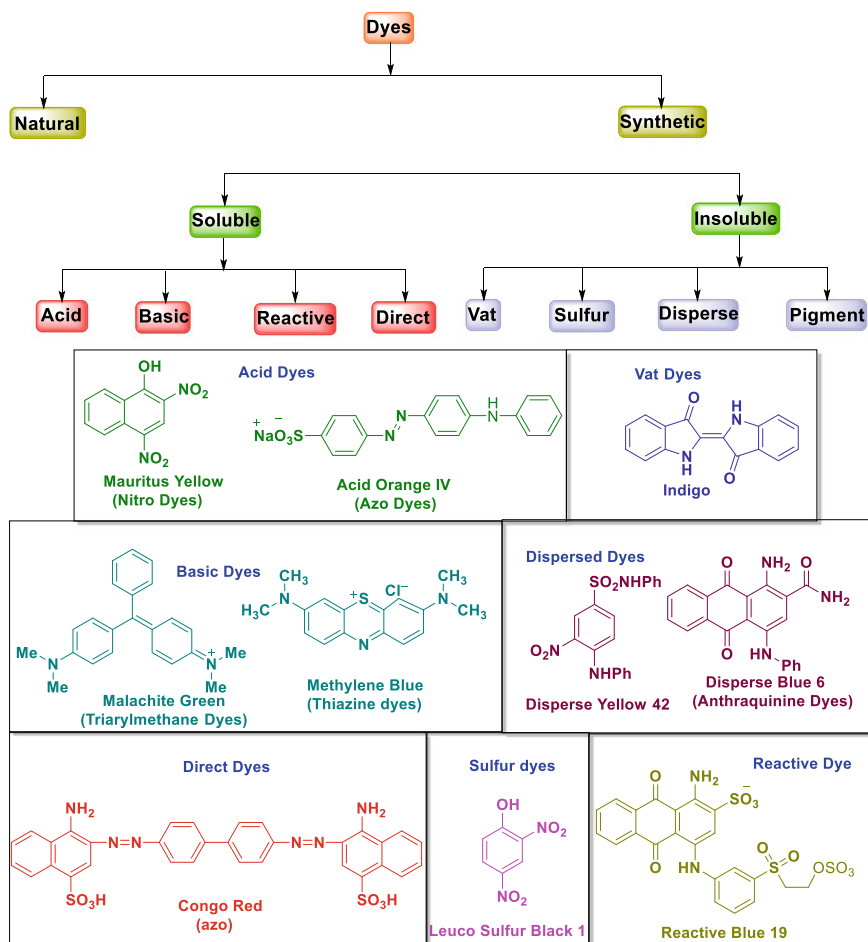 Dyes
Natural
Synthetic
Soluble
Insoluble
Acid
Basic
Reactive
Direct
Vat
Sulfur
Disperse
Pigment
Acid Dyes
OH
NO2
NO2
Mauritus Yellow
(Nitro Dyes)
+ −
NaO3S
N
N
H
N
Acid Orange IV
(Azo Dyes)
Vat Dyes
O
H
N
N
H
O
Indigo
Basic Dyes
Me
N
Me
Me
N
+
Me
Malachite Green
(Triarylmethane Dyes)
CH3
N
H3C
+
S
Cl−
N
CH3
N
CH3
Methylene Blue
(Thiazine dyes)
Dispersed Dyes
SO2NHPh
O2N
NHPh
Disperse Yellow 42
O
NH2
O
NH2
O
HN
Ph
Disperse Blue 6
(Anthraquinine Dyes)
Direct Dyes
NH2
N=N
N=N
NH2
SO3H
SO3H
Congo Red
(azo)
Sulfur dyes
OH
NO2
NO2
Leuco Sulfur Black 1
Reactive Dye
O
NH2
−
SO3
O
HN
O
S
O
OSO3
Reactive Blue 19